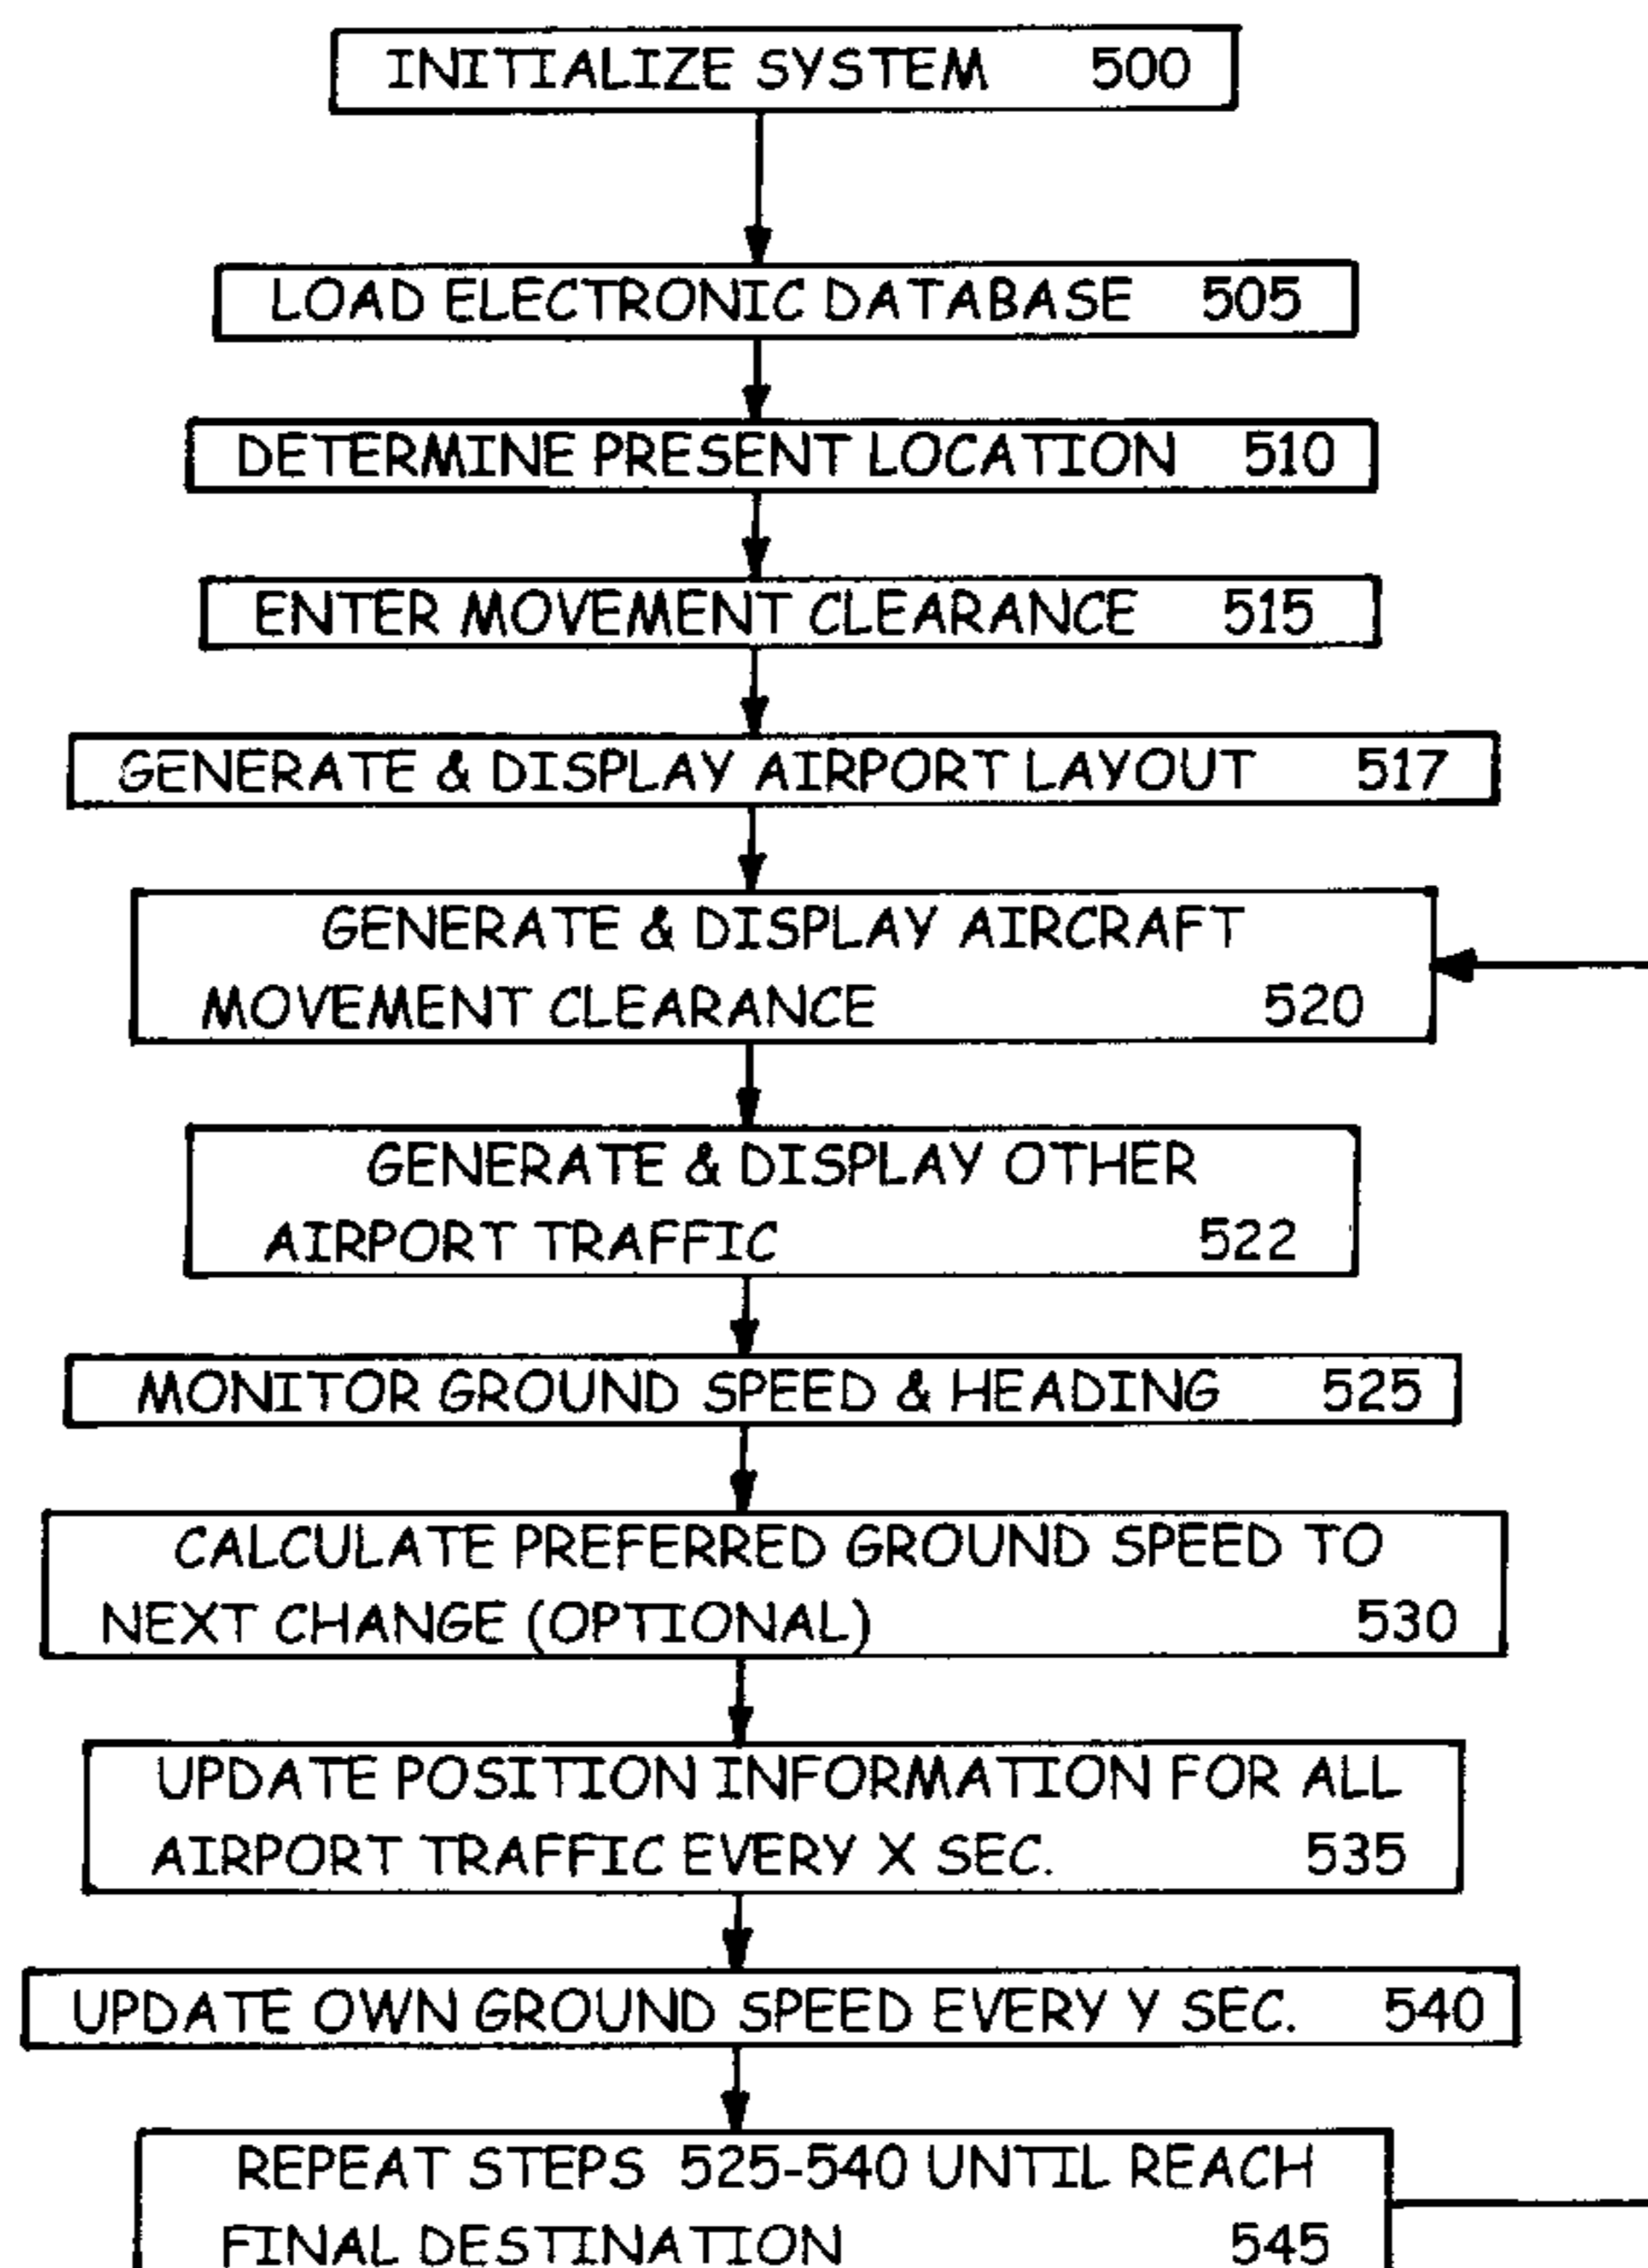 INITIALIZE SYSTEM 500
LOAD ELECTRONIC DATABASE 505
DETERMINE PRESENT LOCATION 510
ENTER MOVEMENT CLEARANCE 515
GENERATE & DISPLAY AIRPORT LAYOUT 517
GENERATE & DISPLAY AIRCRAFT
MOVEMENT CLEARANCE 520
GENERATE & DISPLAY OTHER
AIRPORT TRAFFIC 522
MONITOR GROUND SPEED & HEADING 525
CALCULATE PREFERRED GROUND SPEED TO
NEXT CHANGE (OPTIONAL) 530
UPDATE POSITION INFORMATION FOR ALL
AIRPORT TRAFFIC EVERY X SEC. 535
UPDATE OWN GROUND SPEED EVERY Y SEC. 540
REPEAT STEPS 525-540 UNTIL REACH
FINAL DESTINATION 545